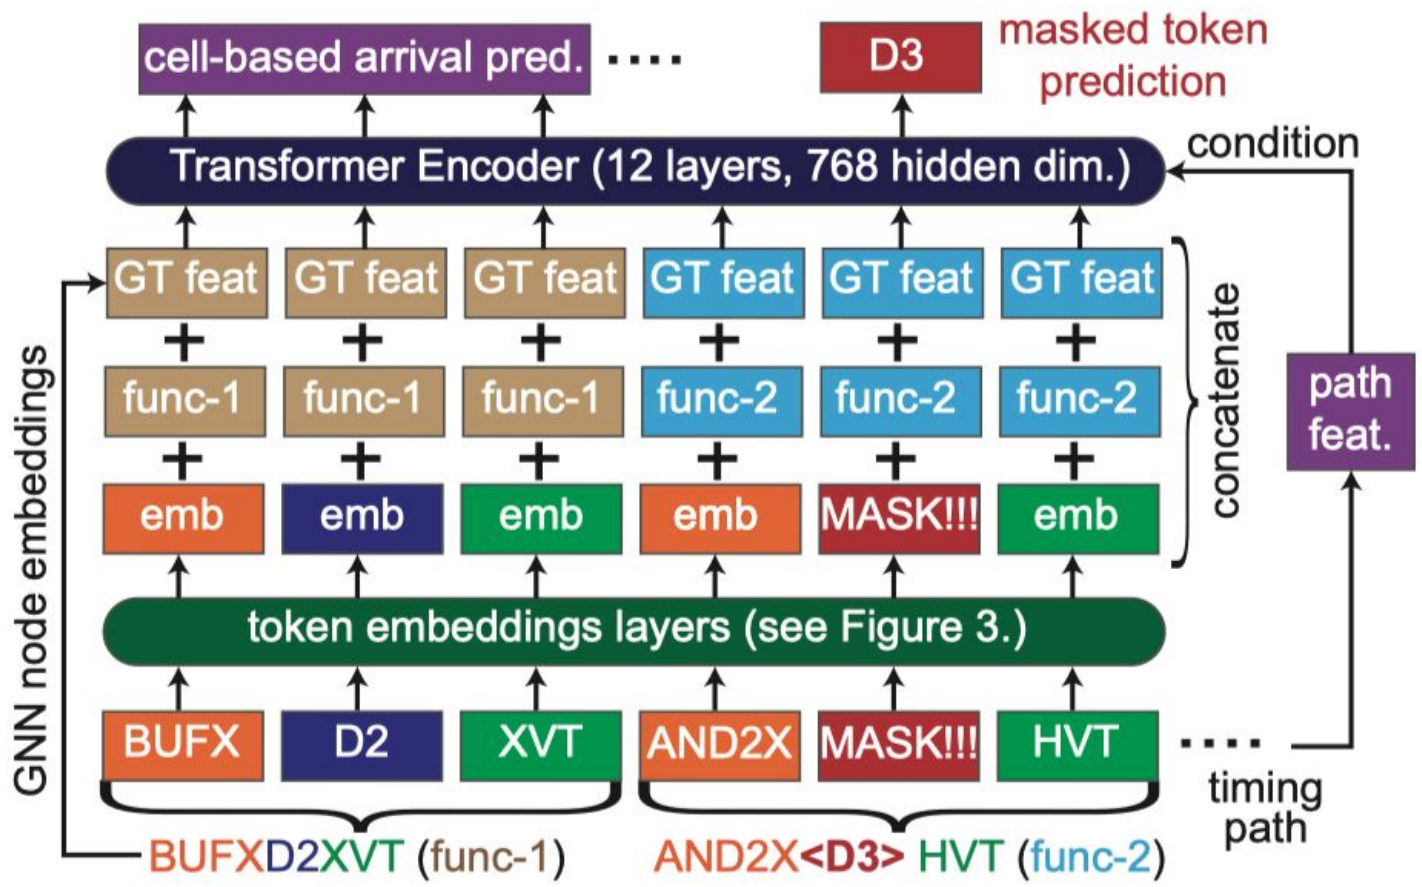 cell-based arrival pred. ....
D3
masked token
prediction
Transformer Encoder (12 layers, 768 hidden dim.)
condition
GT feat GT feat GT feat GT feat GT feat GT feat
+ + + + + +
func-1 func-1 func-1 func-2 func-2 func-2
+ + + + + +
emb emb emb emb MASK!!! emb
concatenate
path
feat.
GNN node embeddings
token embeddings layers (see Figure 3.)
BUFX D2 XVT AND2X MASK!!! HVT ....
timing
path
BUFXD2XVT (func-1)
AND2X<D3> HVT (func-2)